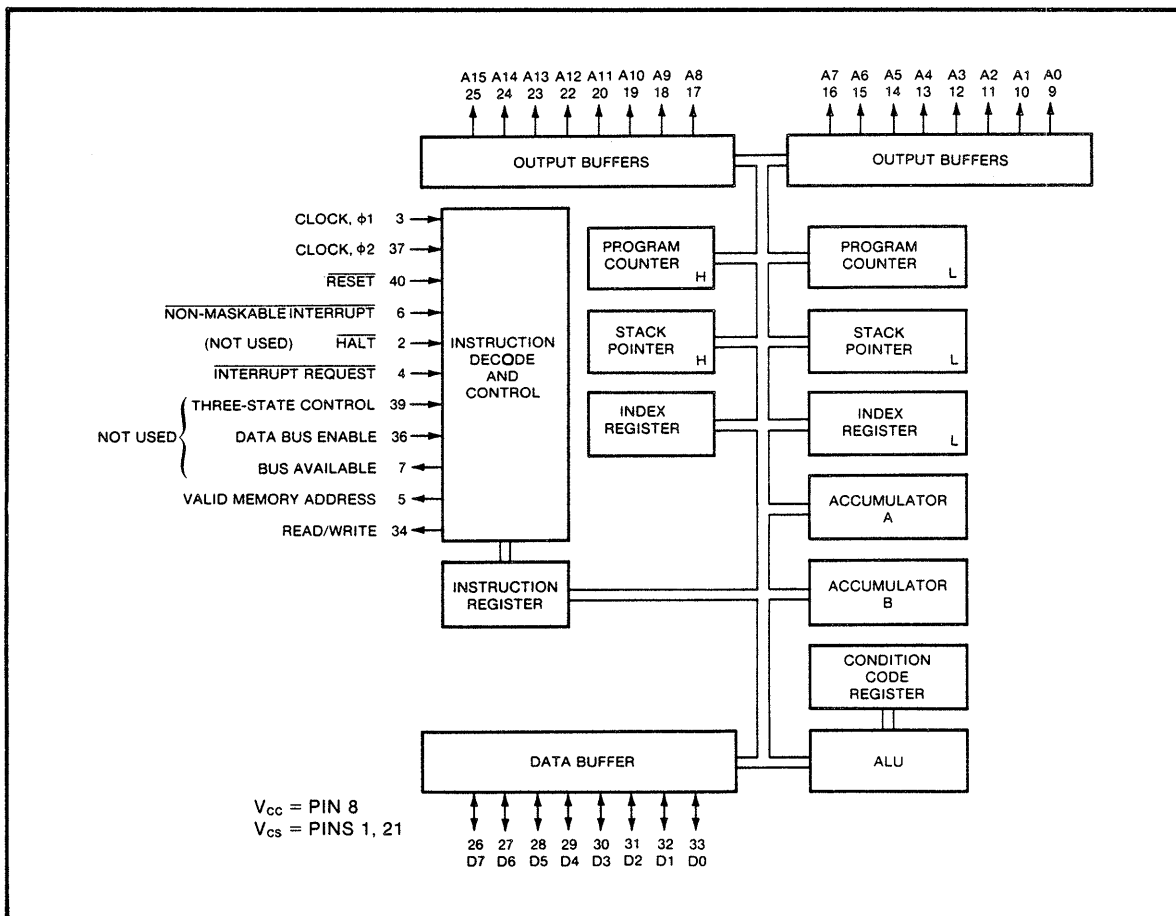 A15 A14 A13 A12 A11 A10 A9 A8
25 24 23 22 20 19 18 17
A7 A6 A5 A4 A3 A2 A1 A0
16 15 14 13 12 11 10 9
OUTPUT BUFFERS
OUTPUT BUFFERS
CLOCK, ϕ1 3
CLOCK, ϕ2 37
RESET 40
NON-MASKABLE INTERRUPT 6
(NOT USED) HALT 2
INTERRUPT REQUEST 4
NOT USED
THREE-STATE CONTROL 39
DATA BUS ENABLE 36
BUS AVAILABLE 7
VALID MEMORY ADDRESS 5
READ/WRITE 34
INSTRUCTION
DECODE
AND
CONTROL
INSTRUCTION
REGISTER
PROGRAM
COUNTER
H
PROGRAM
COUNTER
L
STACK
POINTER
H
STACK
POINTER
L
INDEX
REGISTER
INDEX
REGISTER
L
ACCUMULATOR
A
ACCUMULATOR
B
CONDITION
CODE
REGISTER
ALU
DATA BUFFER
26 27 28 29 30 31 32 33
D7 D6 D5 D4 D3 D2 D1 D0
Vcc = PIN 8
Vcs = PINS 1, 21